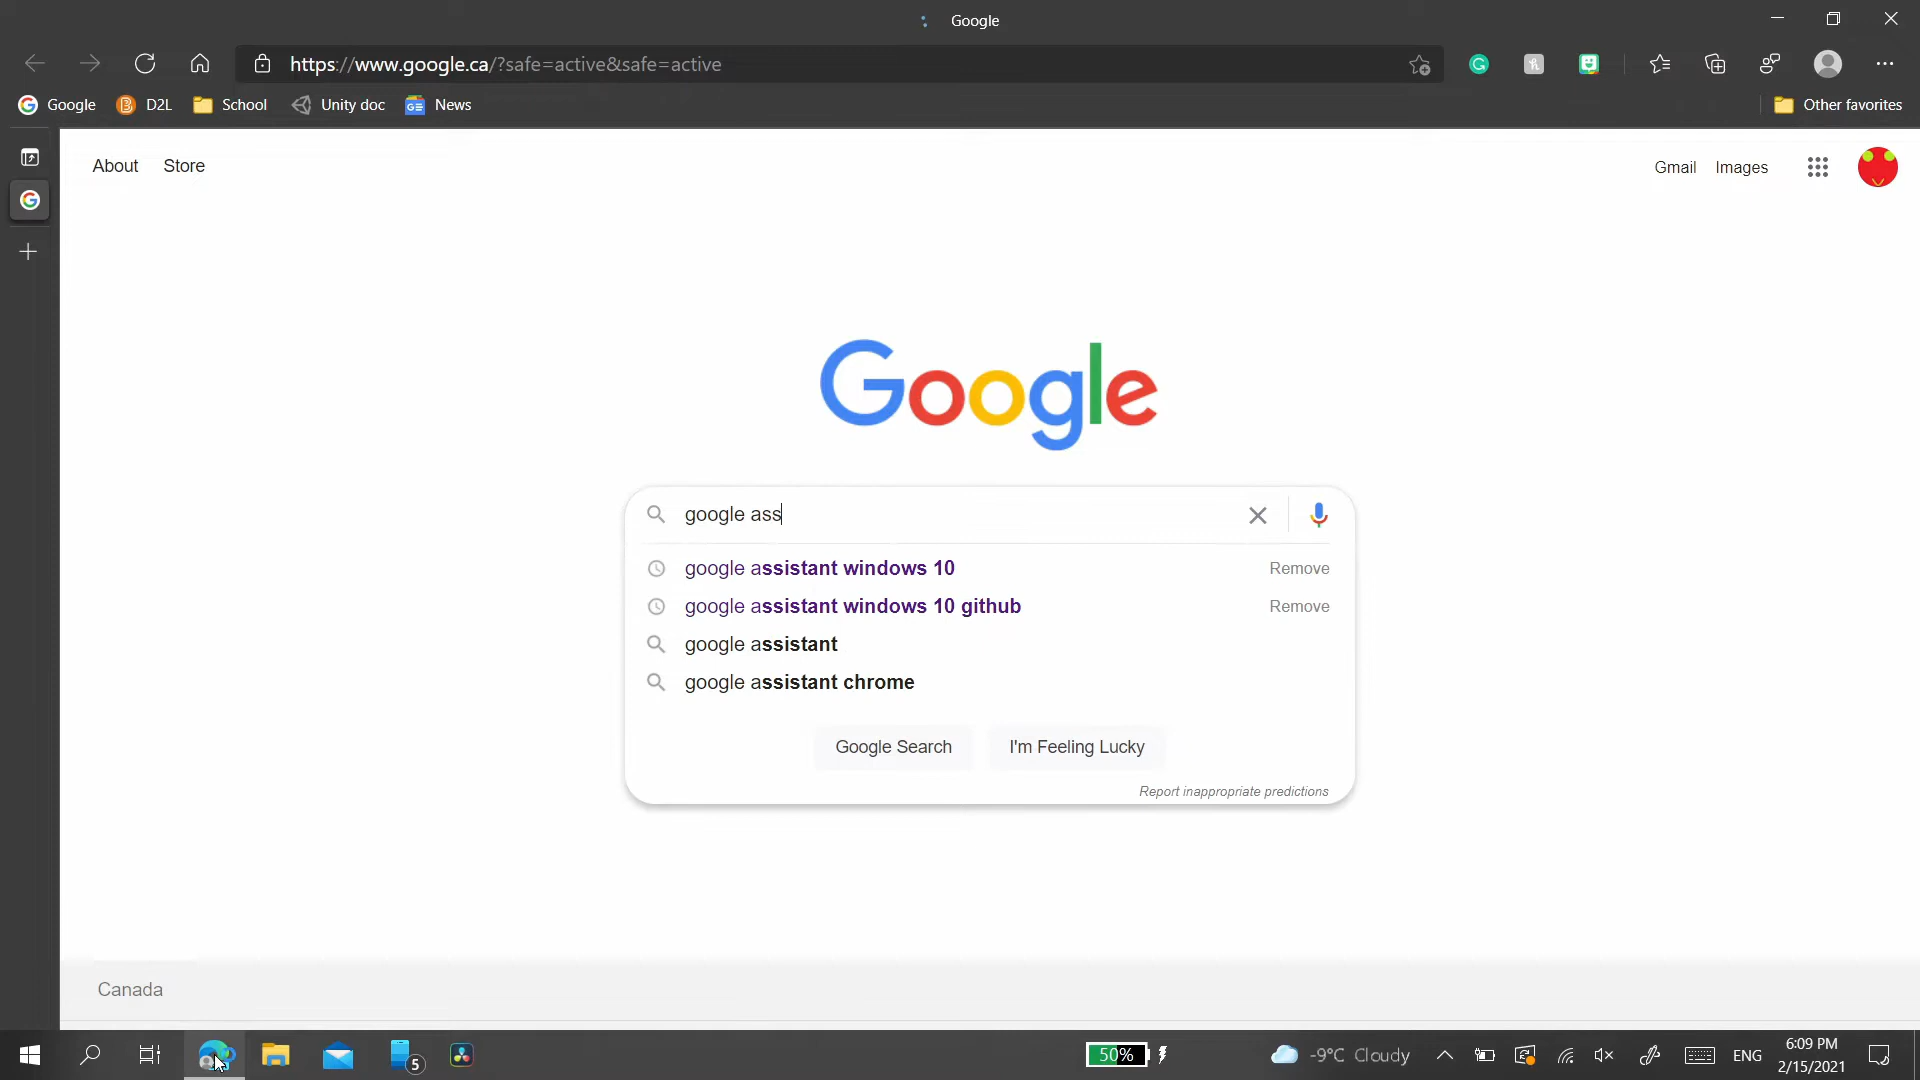 Google
https://www.google.ca/?safe=active&safe=active
Google D2L School Unity doc News Other favorites
About Store Gmail Images
Google
google ass
google assistant windows 10 Remove
google assistant windows 10 github Remove
google assistant
google assistant chrome
Google Search I'm Feeling Lucky
Report inappropriate predictions
Canada
5 50% -9°C Cloudy ENG 6:09 PM
2/15/2021